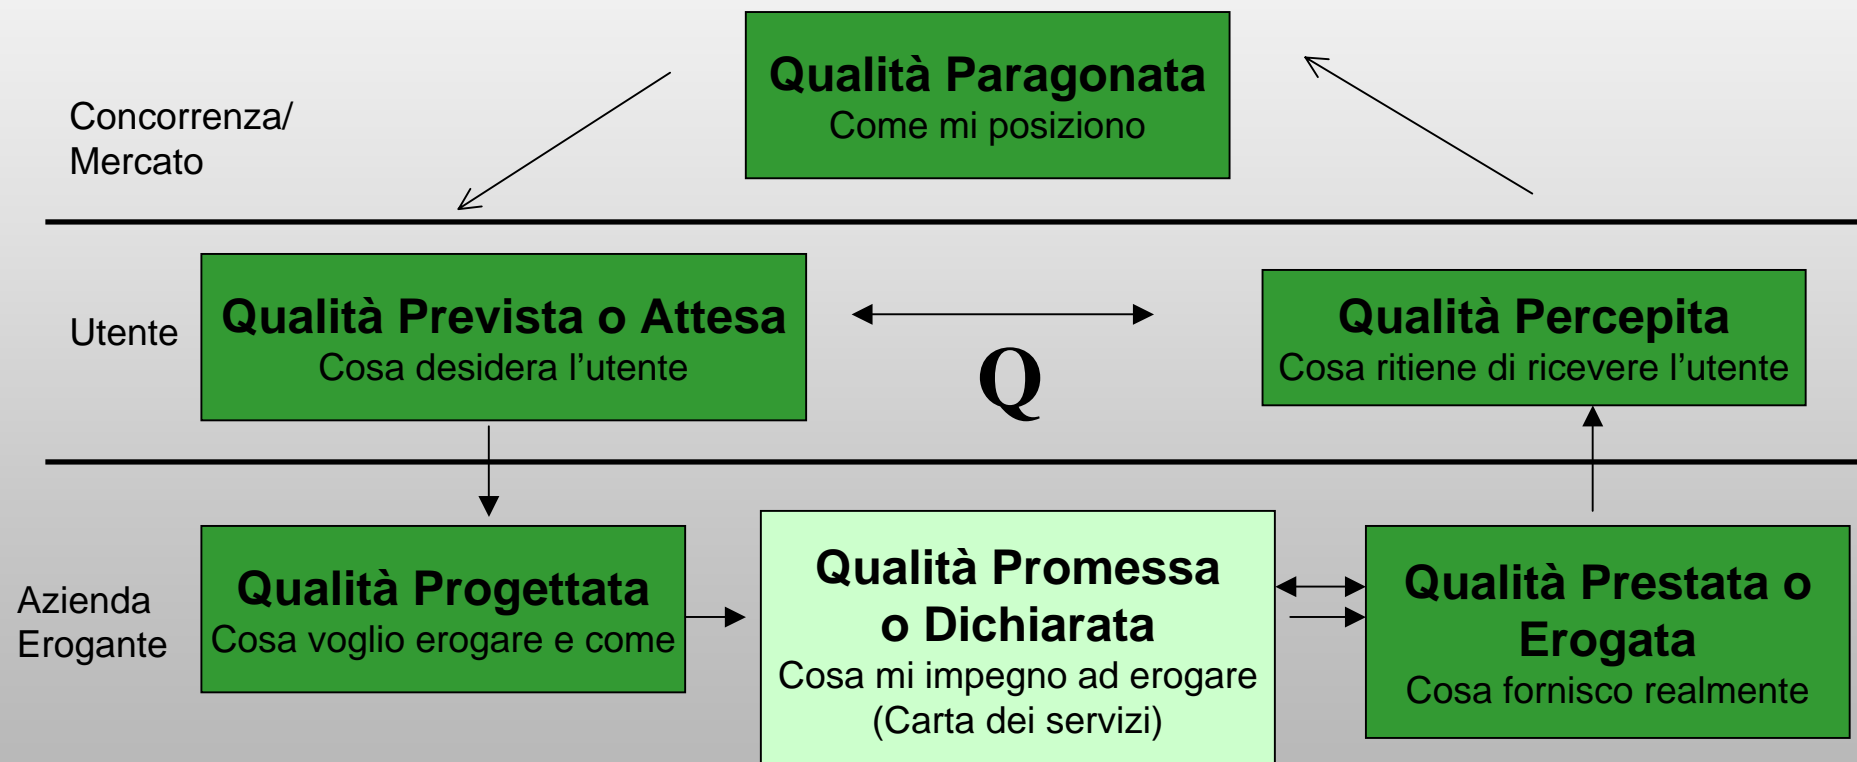 Qualità Paragonata
Come mi posiziono
Concorrenza/
Mercato
Utente
Qualità Prevista o Attesa
Cosa desidera l’utente
Q
Qualità Percepita
Cosa ritiene di ricevere l’utente
Azienda
Erogante
Qualità Progettata
Cosa voglio erogare e come
Qualità Promessa
o Dichiarata
Cosa mi impegno ad erogare
(Carta dei servizi)
Qualità Prestata o
Erogata
Cosa fornisco realmente